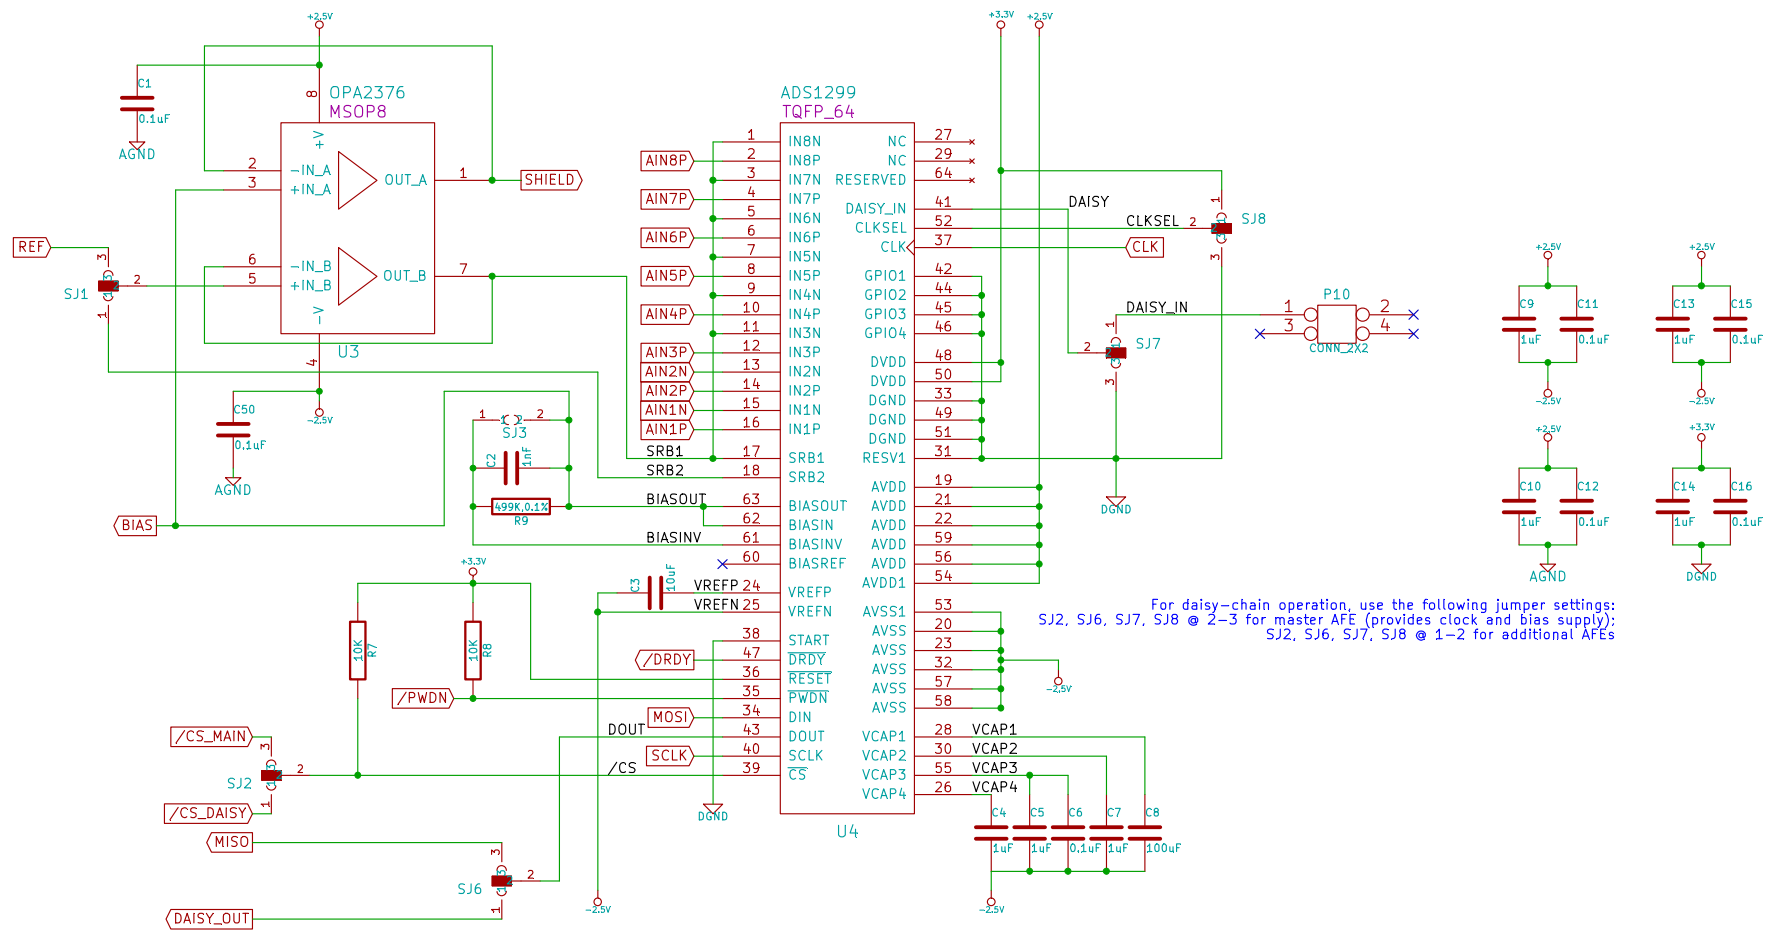 +2.5V
C1
0.1uF
AGND
OPA2376
MSOP8
8
+V
2 -IN_A
3 +IN_A
OUT_A 1
SHIELD
6 -IN_B
5 +IN_B
OUT_B 7
-V
4
U3
REF
3
2
SJ1
1
C50
0.1uF
AGND
-2.5V
1 2
SJ3
C2
1nF
499K,0.1%
R9
BIAS
+3.3V
10K
R7
10K
R8
/PWDN
/CS_MAIN
3
2
SJ2
1
/CS_DAISY
MISO
3
2
SJ6
1
DAISY_OUT
C3
10uF
-2.5V
AIN8P
AIN7P
AIN6P
AIN5P
AIN4P
AIN3P
AIN2N
AIN2P
AIN1N
AIN1P
SRB1
SRB2
BIASOUT
BIASINV
VREFP
VREFN
/DRDY
MOSI
DOUT
SCLK
/CS
DGND
ADS1299
TQFP_64
1 IN8N
2 IN8P
3 IN7N
4 IN7P
5 IN6N
6 IN6P
7 IN5N
8 IN5P
9 IN4N
10 IN4P
11 IN3N
12 IN3P
13 IN2N
14 IN2P
15 IN1N
16 IN1P
17 SRB1
18 SRB2
63 BIASOUT
62 BIASIN
61 BIASINV
60 BIASREF
24 VREFP
25 VREFN
38 START
47 DRDY
36 RESET
35 PWDN
34 DIN
43 DOUT
40 SCLK
39 CS
NC 27
NC 29
RESERVED 64
DAISY_IN 41
CLKSEL 52
CLK 37
GPIO1 42
GPIO2 44
GPIO3 45
GPIO4 46
DVDD 48
DVDD 50
DGND 33
DGND 49
DGND 51
RESV1 31
AVDD 19
AVDD 21
AVDD 22
AVDD 59
AVDD 56
AVDD1 54
AVSS1 53
AVSS 20
AVSS 23
AVSS 32
AVSS 57
AVSS 58
VCAP1 28
VCAP2 30
VCAP3 55
VCAP4 26
U4
+3.3V
+2.5V
DAISY
CLKSEL
CLK
1
2
SJ8
3
DAISY_IN
1
2
SJ7
3
DGND
P10
1 2
3 4
CONN_2X2
-2.5V
VCAP1
VCAP2
VCAP3
VCAP4
C4 C5 C6 C7 C8
1uF 1uF 0.1uF 1uF 100uF
-2.5V
+2.5V +2.5V
C9 C11 C13 C15
1uF 0.1uF 1uF 0.1uF
-2.5V -2.5V
+2.5V +3.3V
C10 C12 C14 C16
1uF 0.1uF 1uF 0.1uF
AGND DGND
For daisy-chain operation, use the following jumper settings:
SJ2, SJ6, SJ7, SJ8 @ 2-3 for master AFE (provides clock and bias supply);
SJ2, SJ6, SJ7, SJ8 @ 1-2 for additional AFEs